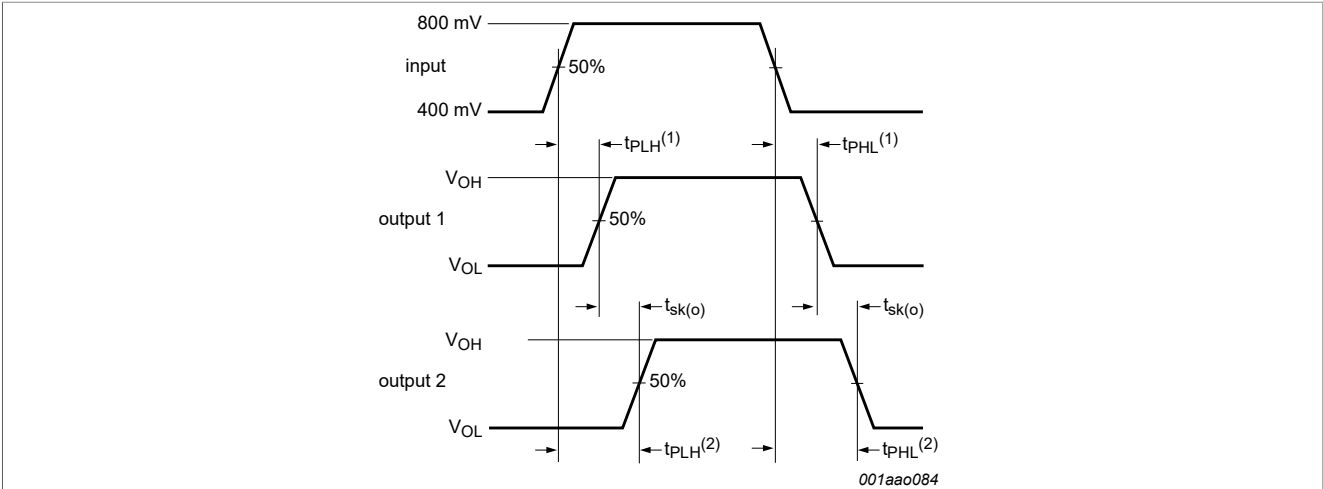 800 mV
input
50%
400 mV
tPLH(1)
tPHL(1)
VOH
output 1
50%
VOL
tsk(o)
tsk(o)
VOH
output 2
50%
VOL
tPLH(2)
tPHL(2)
001aao084